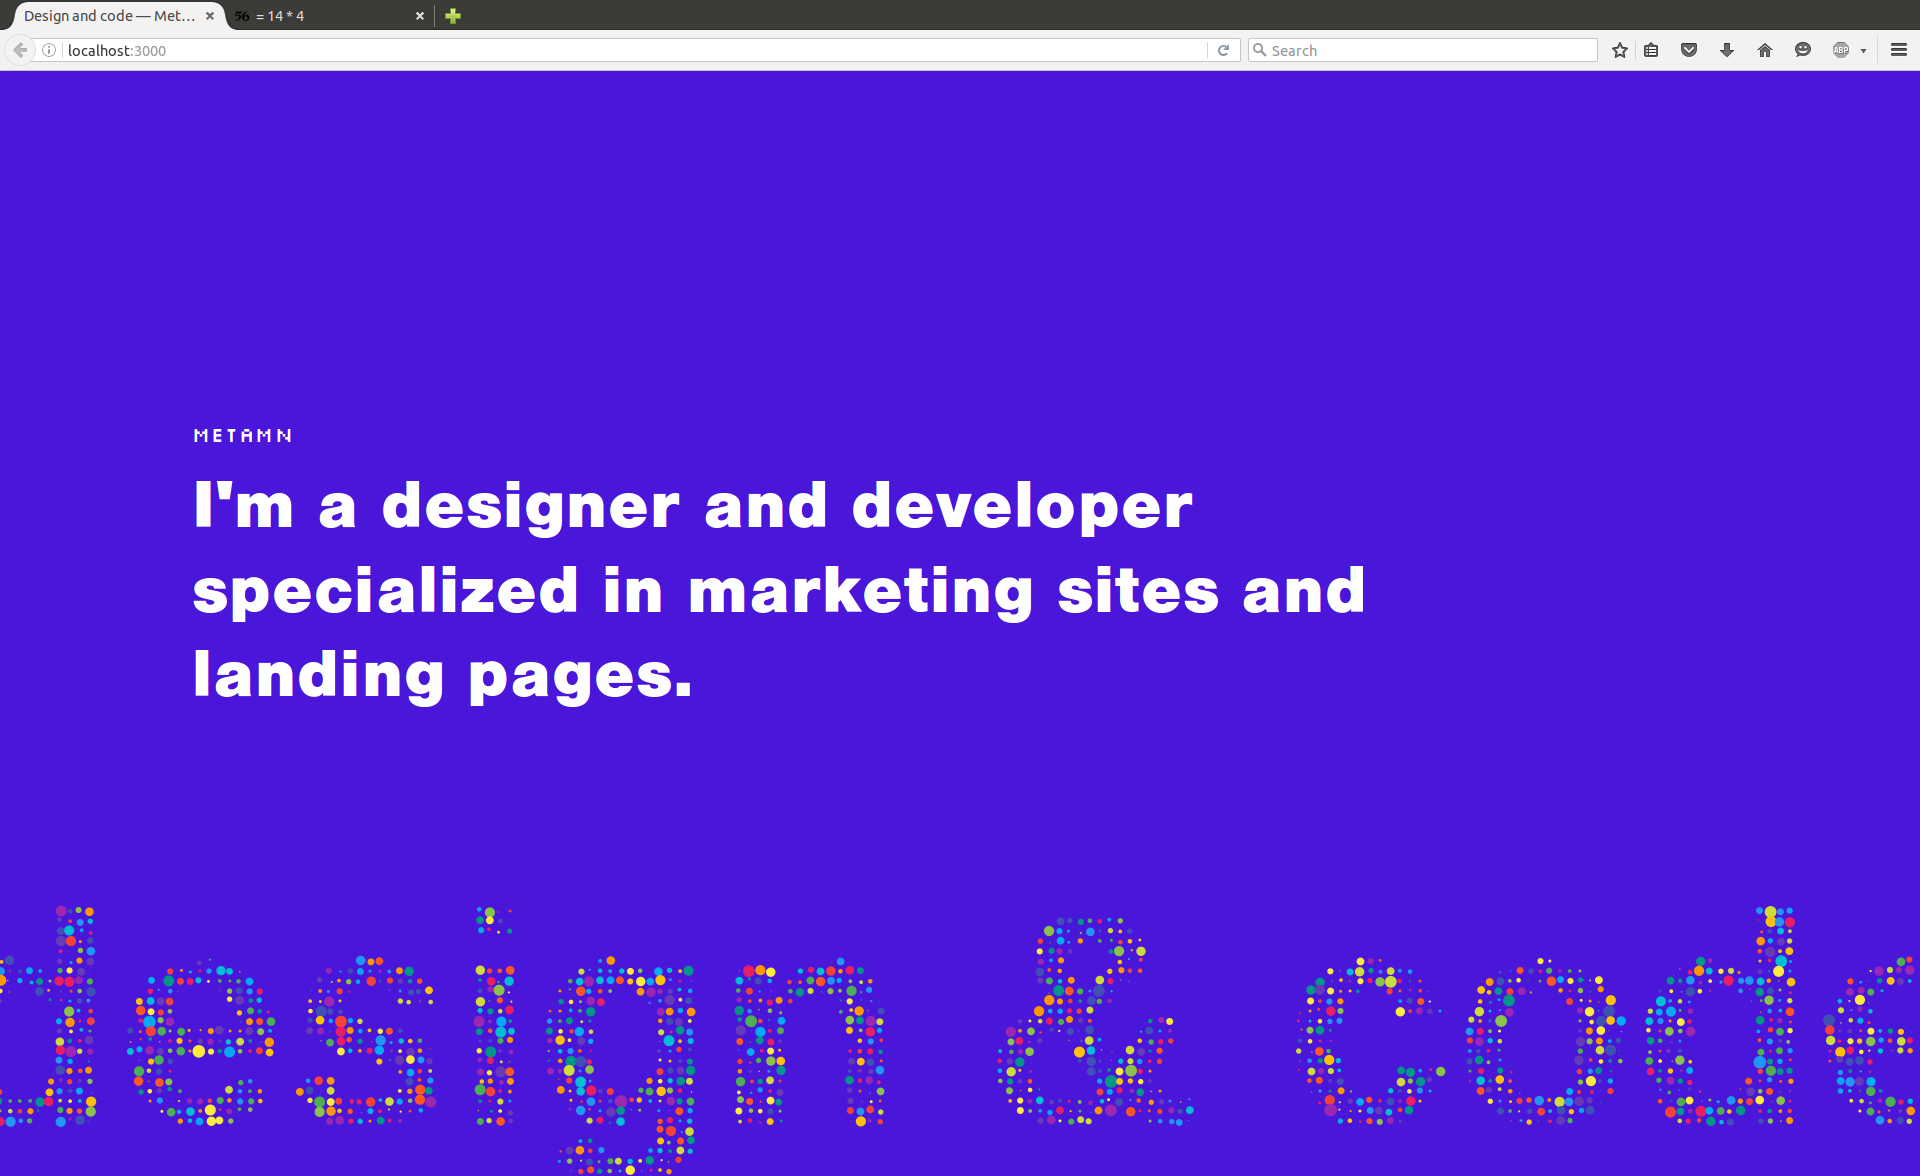 Design and code — Met...
56 = 14 * 4
localhost:3000
Search
ABP
METAMN
I'm a designer and developer
specialized in marketing sites and
landing pages.
design & code